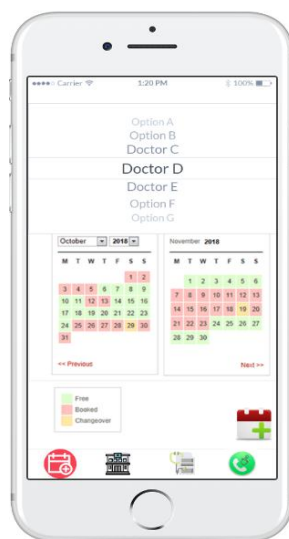 Carrier 1:20 PM 100%
Option A
Option B
Doctor C
Doctor D
Doctor E
Option F
Option G
October 2018 November 2018
M T W T F S S M T W T F S S
1 2 1 2 3 4 5 6
3 4 5 6 7 8 9 7 8 9 10 11 12 13
10 11 12 13 14 15 16 14 15 16 17 18 19 20
17 18 19 20 21 22 23 21 22 23 24 25 26 27
24 25 26 27 28 29 30 28 29 30
31
<< Previous Next >>
Free
Booked
Changeover